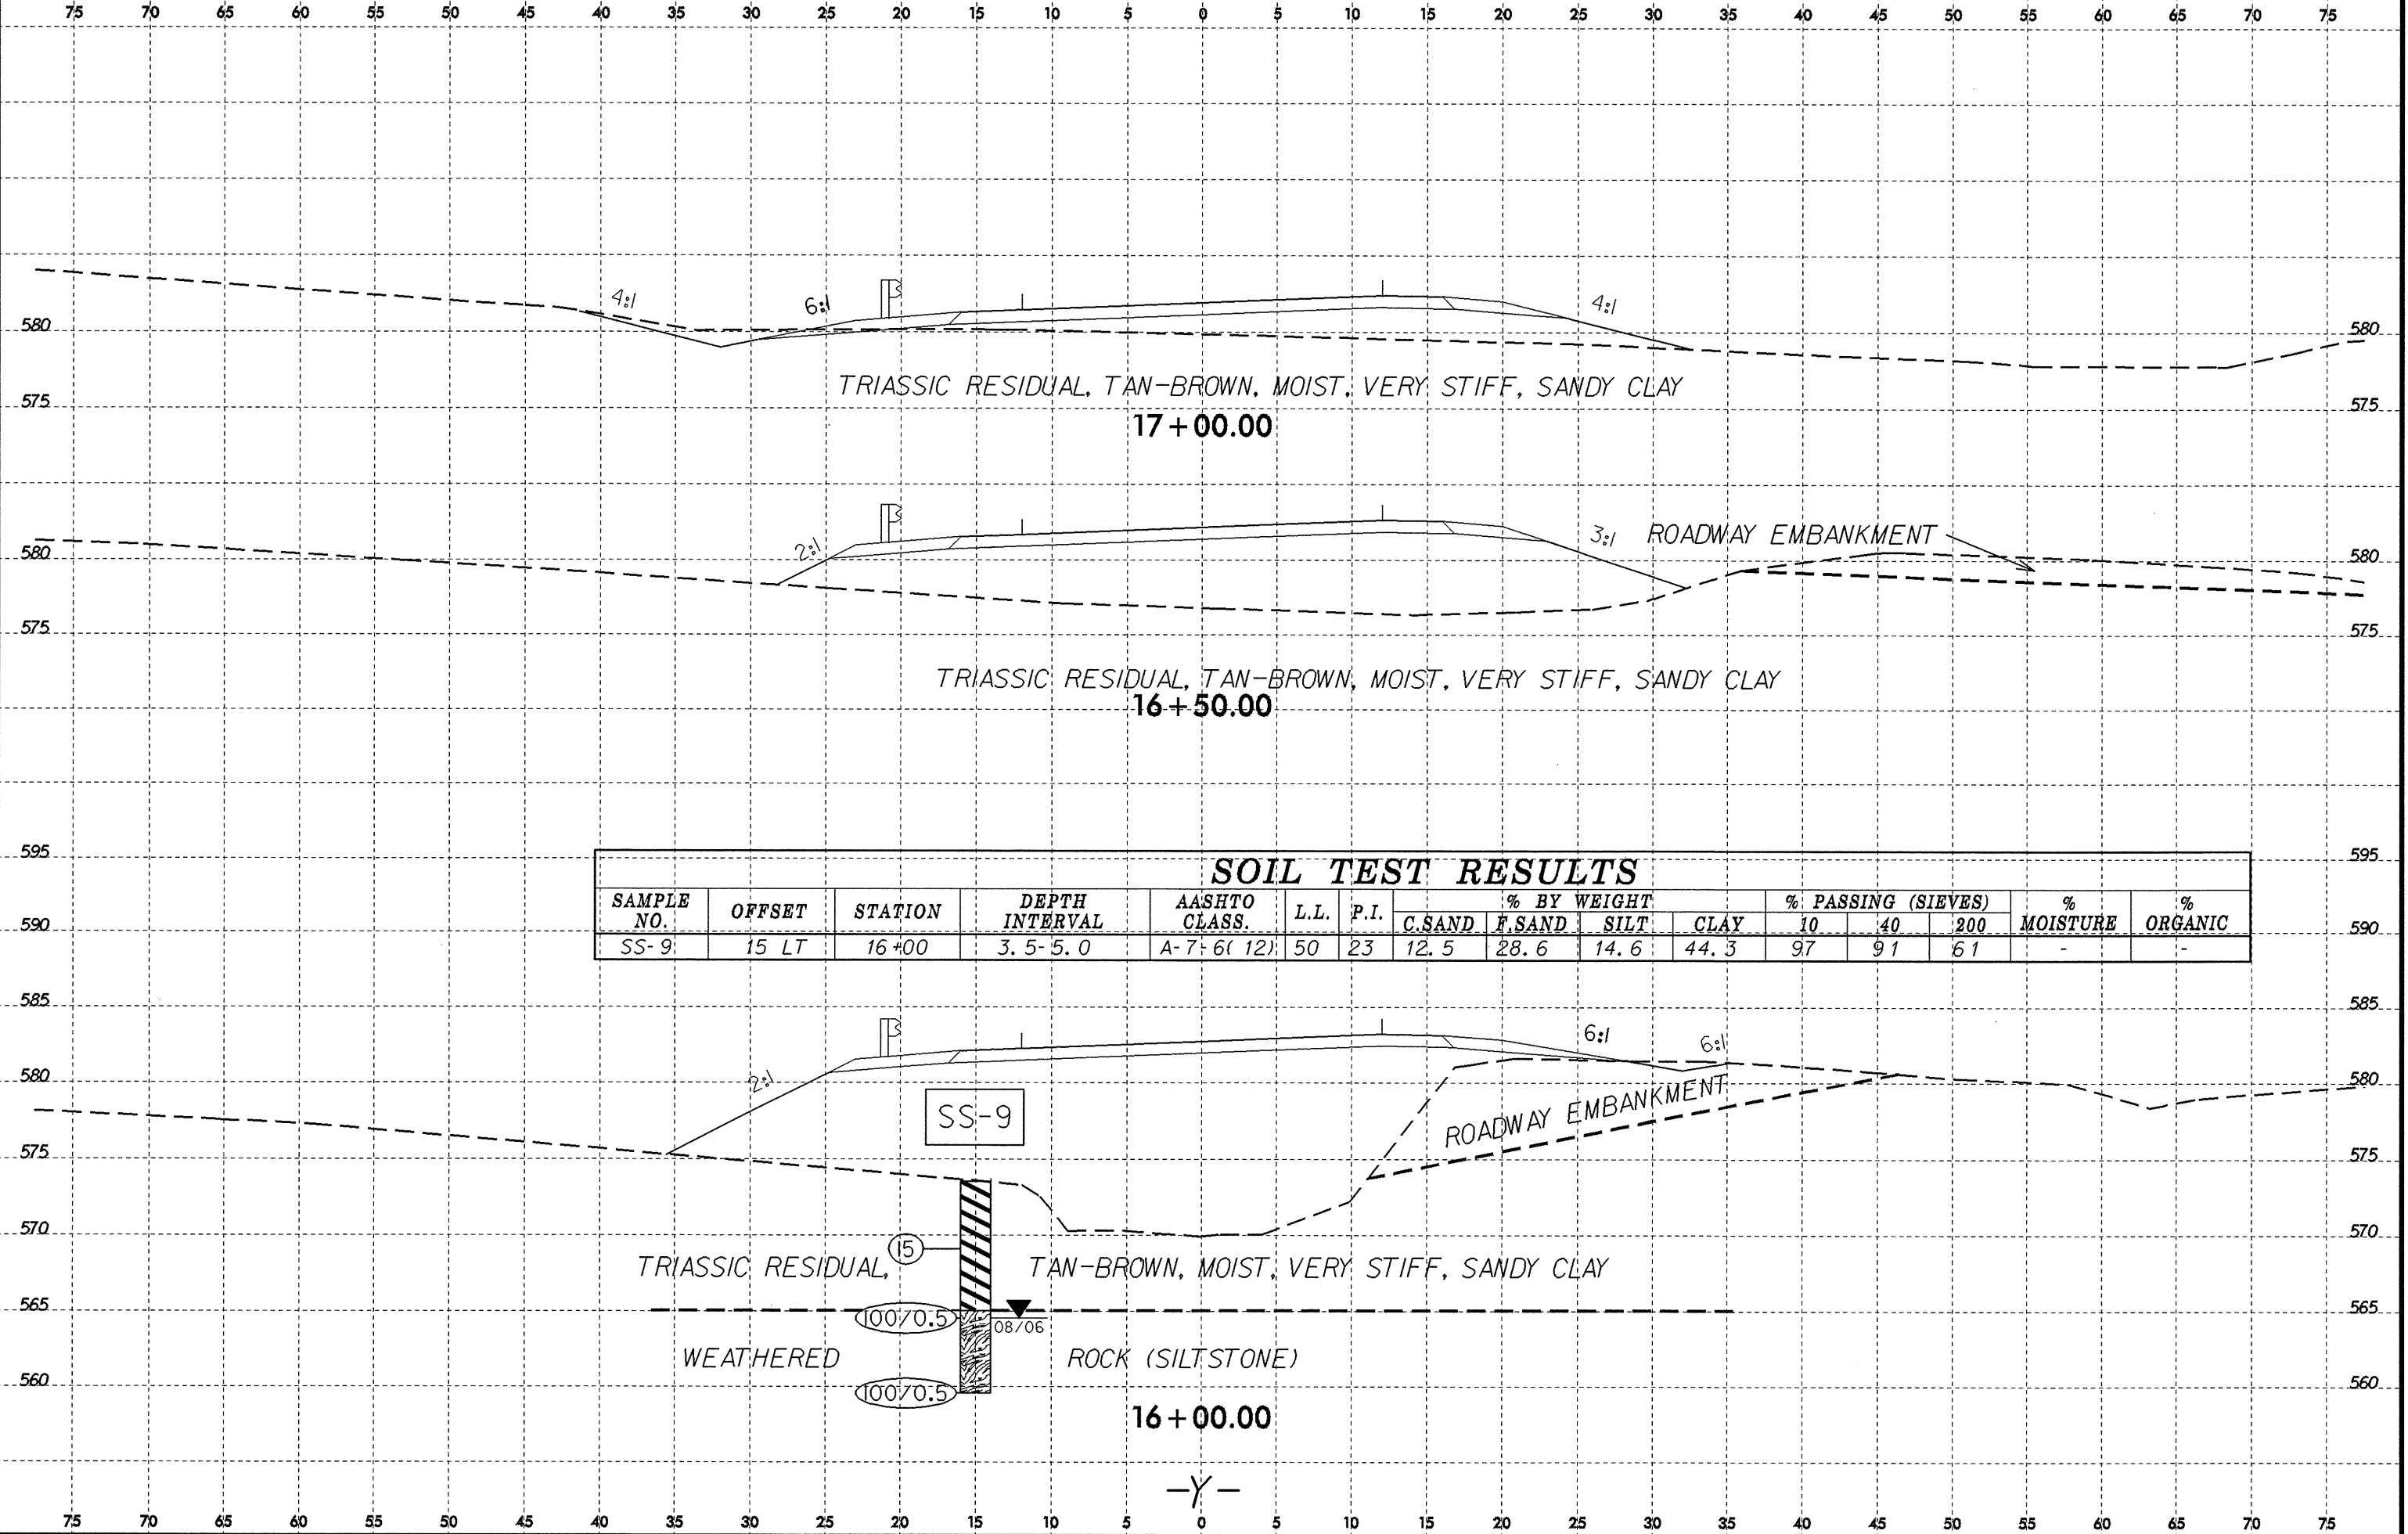 75 70 65 60 55 50 45 40 35 30 25 20 15 10 5 0 5 10 15 20 25 30 35 40 45 50 55 60 65 70 75
4:1 6:1 4:1
580 580
TRIASSIC RESIDUAL, TAN-BROWN, MOIST, VERY STIFF, SANDY CLAY
575 575
17+00.00
2:1 3:1 ROADWAY EMBANKMENT
580 580
575 575
TRIASSIC RESIDUAL, TAN-BROWN, MOIST, VERY STIFF, SANDY CLAY
16+50.00
595 595
SOIL TEST RESULTS
SAMPLE NO. OFFSET STATION DEPTH INTERVAL AASHTO CLASS. L.L. P.I. % BY WEIGHT % PASSING (SIEVES) % MOISTURE % ORGANIC
C.SAND F.SAND SILT CLAY 10 40 200
590 590
SS-9 15 LT 16+00 3.5-5.0 A-7-6(12) 50 23 12.5 28.6 14.6 44.3 97 91 61 - -
585 585
6:1 6:1
580 2:1 580
SS-9 ROADWAY EMBANKMENT
575 575
570 570
15
TRIASSIC RESIDUAL, TAN-BROWN, MOIST, VERY STIFF, SANDY CLAY
565 565
100/0.5 08/06
WEATHERED ROCK (SILTSTONE)
560 560
100/0.5
16+00.00
-Y-
75 70 65 60 55 50 45 40 35 30 25 20 15 10 5 0 5 10 15 20 25 30 35 40 45 50 55 60 65 70 75